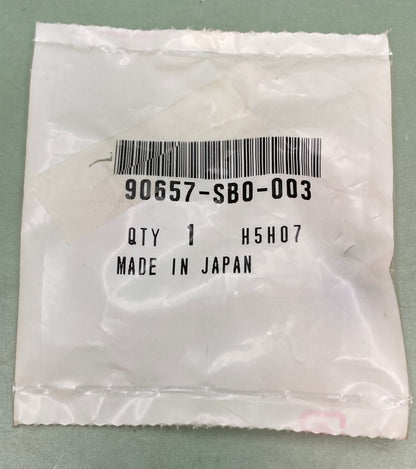 90657-SB0-003
QTY 1 H5H07
MADE IN JAPAN